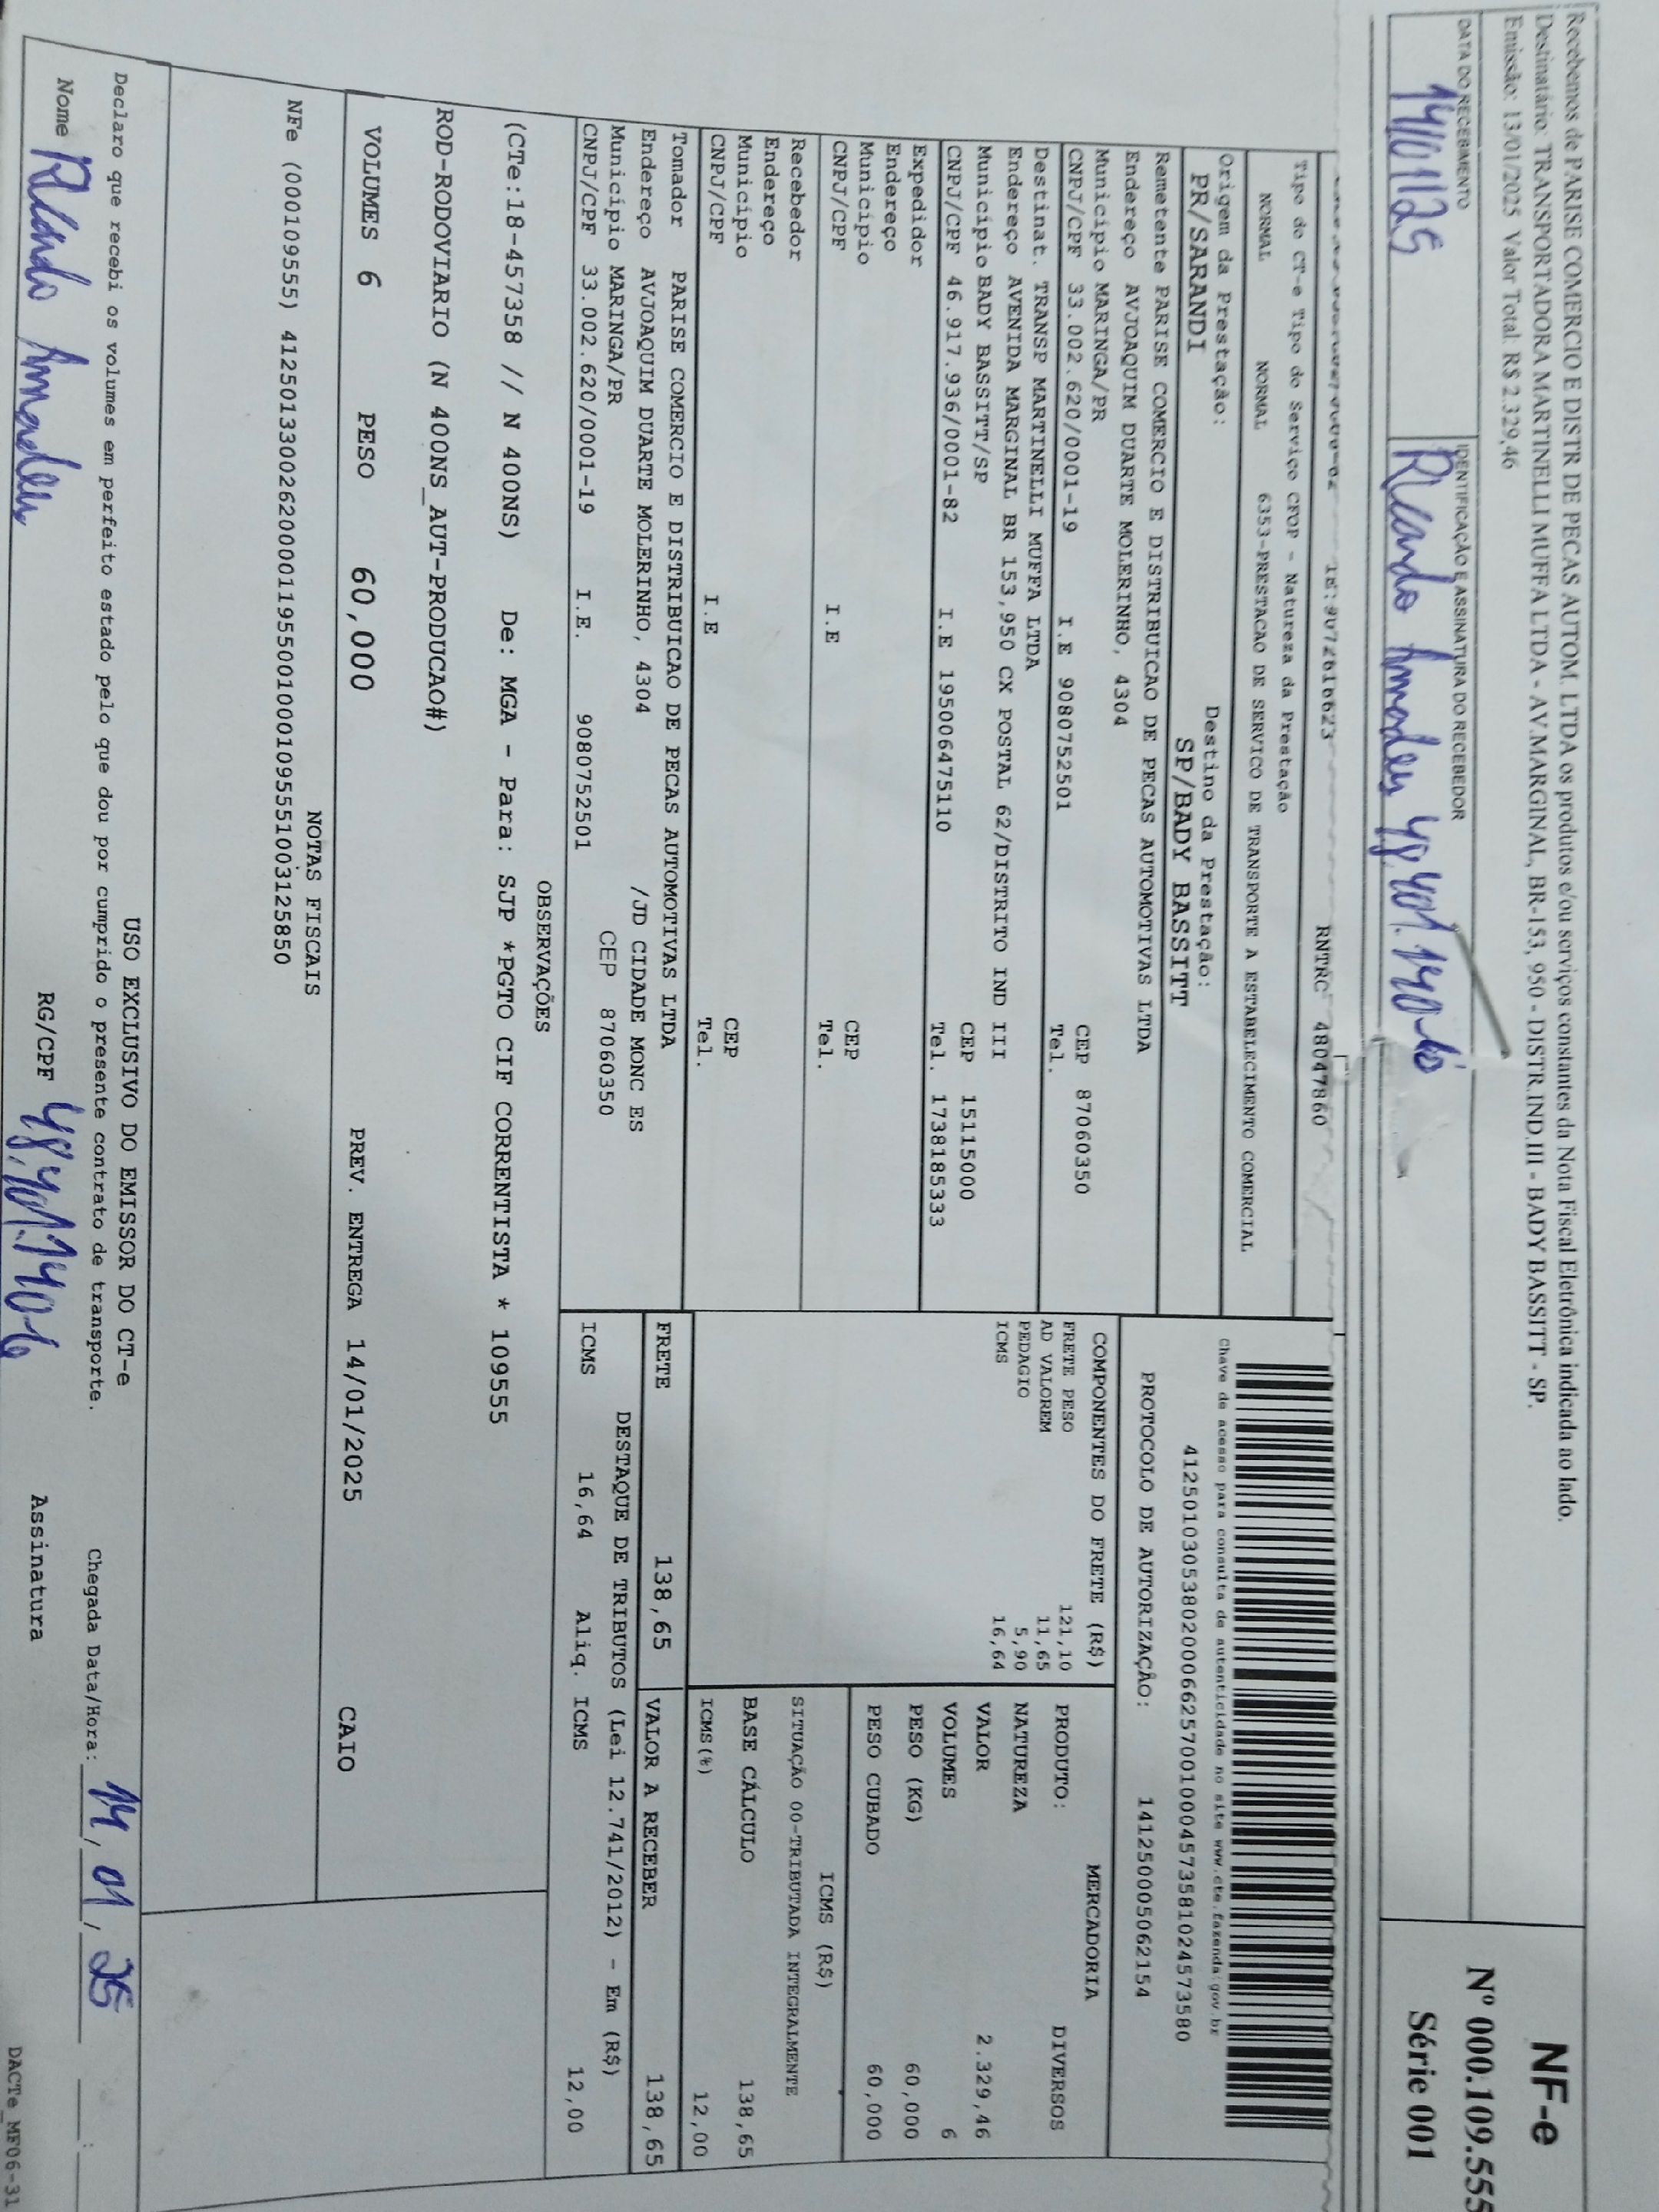 Recebemos de PARISE COMERCIO E DISTR DE PECAS AUTOM. LTDA os produtos e/ou serviços constantes da Nota Fiscal Eletrônica indicada ao lado.
Destinatário: TRANSPORTADORA MARTINELLI MUFFA LTDA - AV.MARGINAL, BR-153, 950 - DISTR.IND.III - BADY BASSITT - SP.
Emissão: 13/01/2025 Valor Total: R$ 2.329,46
DATA DO RECEBIMENTO
14/01/25
IDENTIFICAÇÃO E ASSINATURA DO RECEBEDOR
NF-e
Nº 000.109.555
Série 001
IE:9072616623
RNTRC 48047860
Tipo do CT-e Tipo do Serviço CFOP - Natureza da Prestação
NORMAL NORMAL 6353-PRESTACAO DE SERVICO DE TRANSPORTE A ESTABELECIMENTO COMERCIAL
Origem da Prestação: Destino da Prestação:
PR/SARANDI SP/BADY BASSITT
Chave de acesso para consulta de autenticidade no site www.cte.fazenda.gov.br
41250103053802000662570010004573581024573580
PROTOCOLO DE AUTORIZAÇÃO: 141250005062154
Remetente PARISE COMERCIO E DISTRIBUICAO DE PECAS AUTOMOTIVAS LTDA
Endereço AVJOAQUIM DUARTE MOLERINHO, 4304
Município MARINGA/PR CEP 87060350
CNPJ/CPF 33.002.620/0001-19 I.E 9080752501 Tel.
Destinat. TRANSP MARTINELLI MUFFA LTDA
Endereço AVENIDA MARGINAL BR 153,950 CX POSTAL 62/DISTRITO IND III
Município BADY BASSITT/SP CEP 15115000
CNPJ/CPF 46.917.936/0001-82 I.E 195006475110 Tel. 1738185333
Expedidor
Endereço
Município CEP
CNPJ/CPF I.E Tel.
Recebedor
Endereço
Município CEP
CNPJ/CPF I.E Tel.
Tomador PARISE COMERCIO E DISTRIBUICAO DE PECAS AUTOMOTIVAS LTDA
Endereço AVJOAQUIM DUARTE MOLERINHO, 4304 /JD CIDADE MONC ES
Município MARINGA/PR CEP 87060350
CNPJ/CPF 33.002.620/0001-19 I.E. 9080752501
COMPONENTES DO FRETE (R$)
FRETE PESO 121,10
AD VALOREM 11,65
PEDAGIO 5,90
ICMS 16,64
MERCADORIA
PRODUTO: DIVERSOS
NATUREZA
VALOR 2.329,46
VOLUMES 6
PESO (KG) 60,000
PESO CUBADO 60,000
ICMS (R$)
SITUAÇÃO 00-TRIBUTADA INTEGRALMENTE
BASE CÁLCULO 138,65
ICMS(%) 12,00
FRETE 138,65 VALOR A RECEBER 138,65
DESTAQUE DE TRIBUTOS (Lei 12.741/2012) - Em (R$)
ICMS 16,64 Aliq. ICMS 12,00
OBSERVAÇÕES
(CTe:18-457358 // N 400NS) De: MGA - Para: SJP **PGTO CIF CORRENTISTA * 109555
ROD-RODOVIARIO (N 400NS_AUT-PRODUCAO#)
VOLUMES 6 PESO 60,000 PREV. ENTREGA 14/01/2025 CAIO
NOTAS FISCAIS
NFe (000109555) 41250133002620000119550010001095551003125850
USO EXCLUSIVO DO EMISSOR DO CT-e
Declaro que recebi os volumes em perfeito estado pelo que dou por cumprido o presente contrato de transporte. Chegada Data/Hora: 14/01/25 :
Nome RG/CPF Assinatura
DACTe_MF06-31